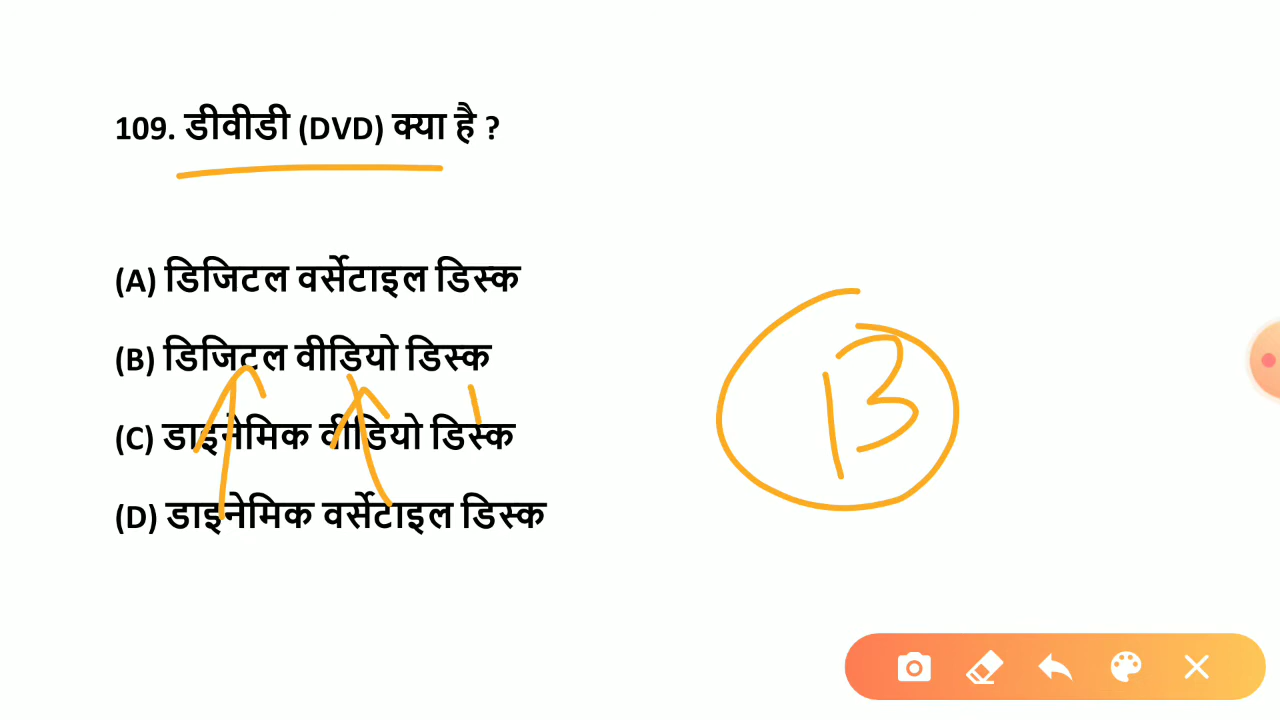 109. डीवीडी (DVD) क्या है ?
(A) डिजिटल वर्सेटाइल डिस्क
(B) डिजिटल वीडियो डिस्क
(C) डाइनेमिक वीडियो डिस्क
(D) डाइनेमिक वर्सेटाइल डिस्क
B